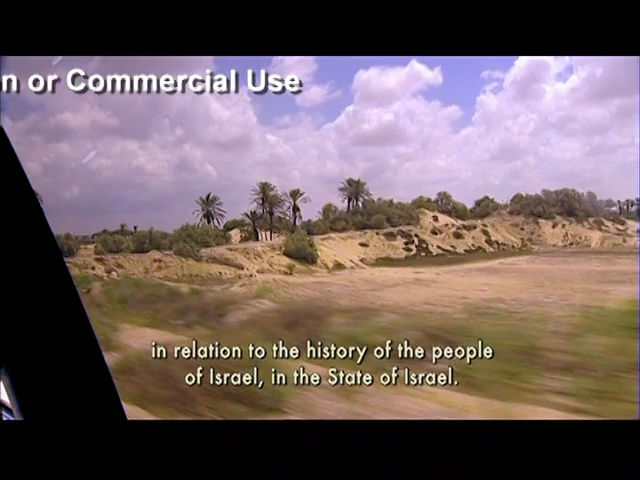 n or Commercial Use
in relation to the history of the people
of Israel, in the State of Israel.